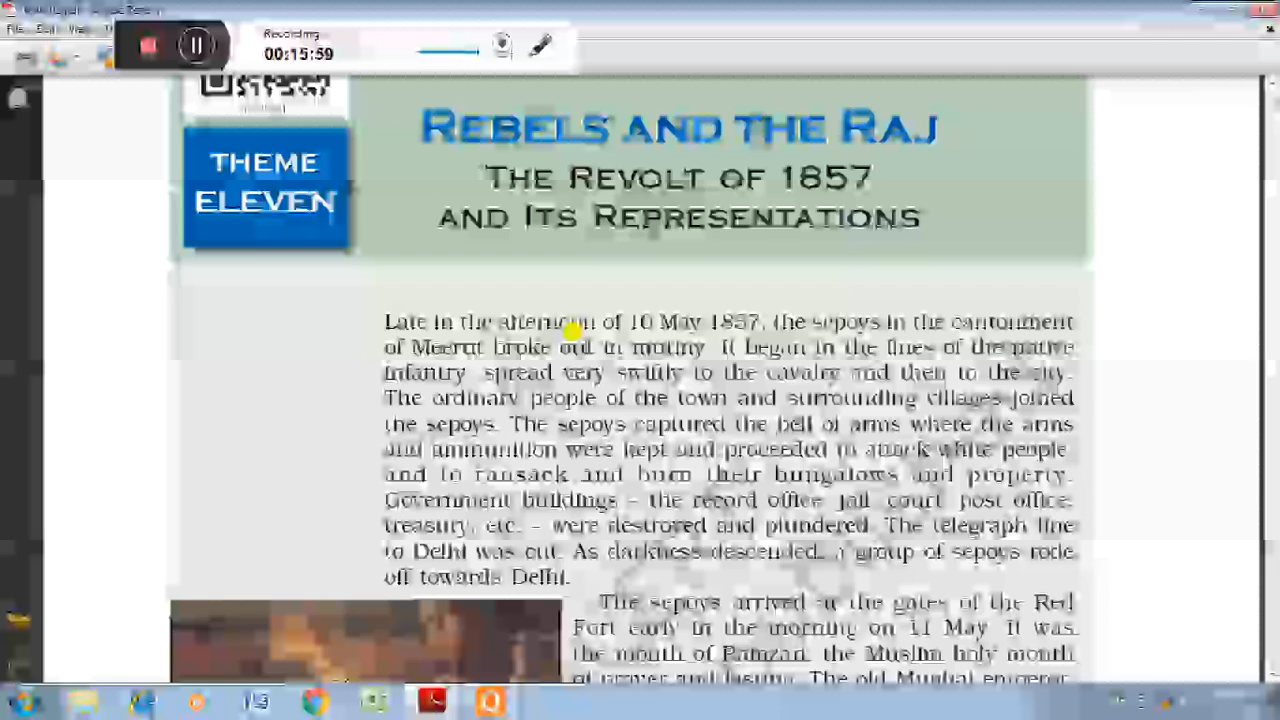 Recording
00:15:59
THEME
ELEVEN
REBELS AND THE RAJ
THE REVOLT OF 1857
AND ITS REPRESENTATIONS
Late in the afternoon of 10 May 1857, the sepoys in the cantonment
of Meerut broke out in mutiny. It began in the lines of the native
infantry, spread very swiftly to the cavalry and then to the city.
The ordinary people of the town and surrounding villages joined
the sepoys. The sepoys captured the bell of arms where the arms
and ammunition were kept and proceeded to attack white people,
and to ransack and burn their bungalows and property.
Government buildings – the record office, jail, court, post office,
treasury, etc. – were destroyed and plundered. The telegraph line
to Delhi was cut. As darkness descended, a group of sepoys rode
off towards Delhi.
The sepoys arrived at the gates of the Red
Fort early in the morning on 11 May. It was
the month of Ramzan, the Muslim holy month
of prayer and fasting. The old Mughal emperor,